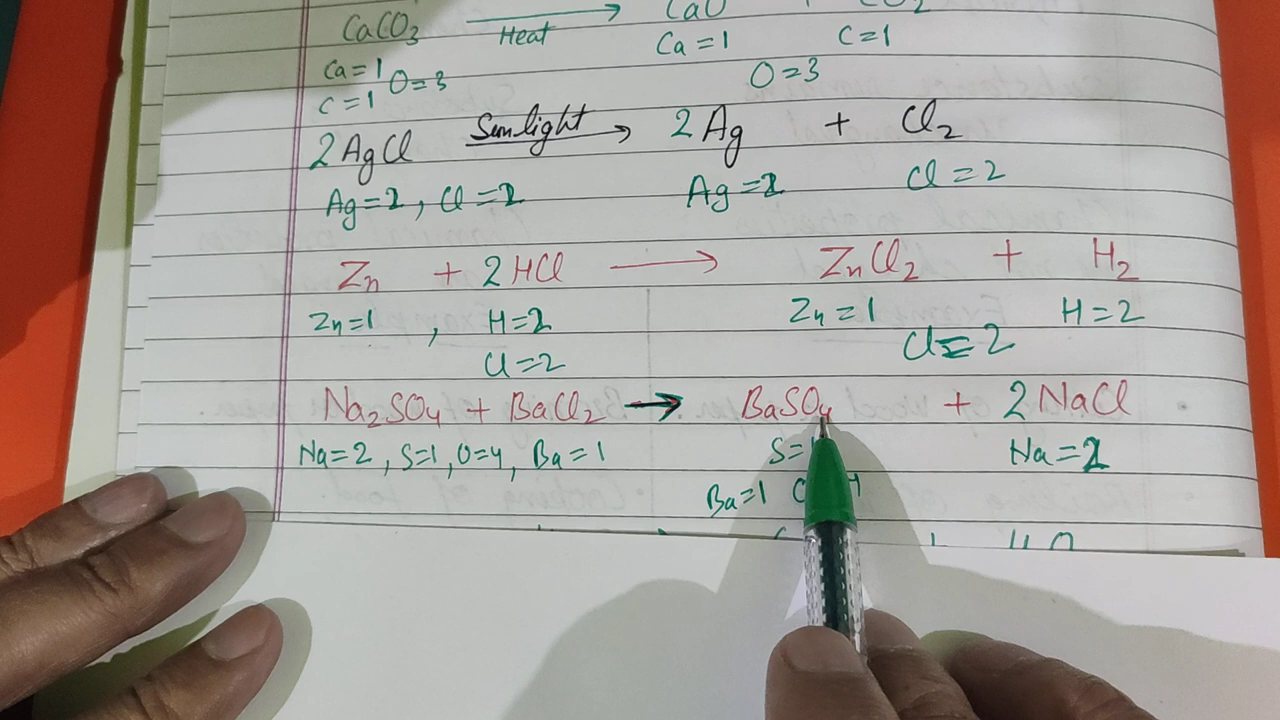 CaCO3 Heat → CaO + CO2
Ca=1 O=3 Ca=1 C=1
C=1 O=3
2AgCl Sunlight → 2Ag + Cl2
Ag=2, Cl=2 Ag=2 Cl=2
Zn + 2HCl → ZnCl2 + H2
Zn=1, H=2 Zn=1 H=2
Cl=2 Cl=2
Na2SO4 + BaCl2 → BaSO4 + 2NaCl
Na=2, S=1, O=4, Ba=1 S=1 Na=2
Ba=1